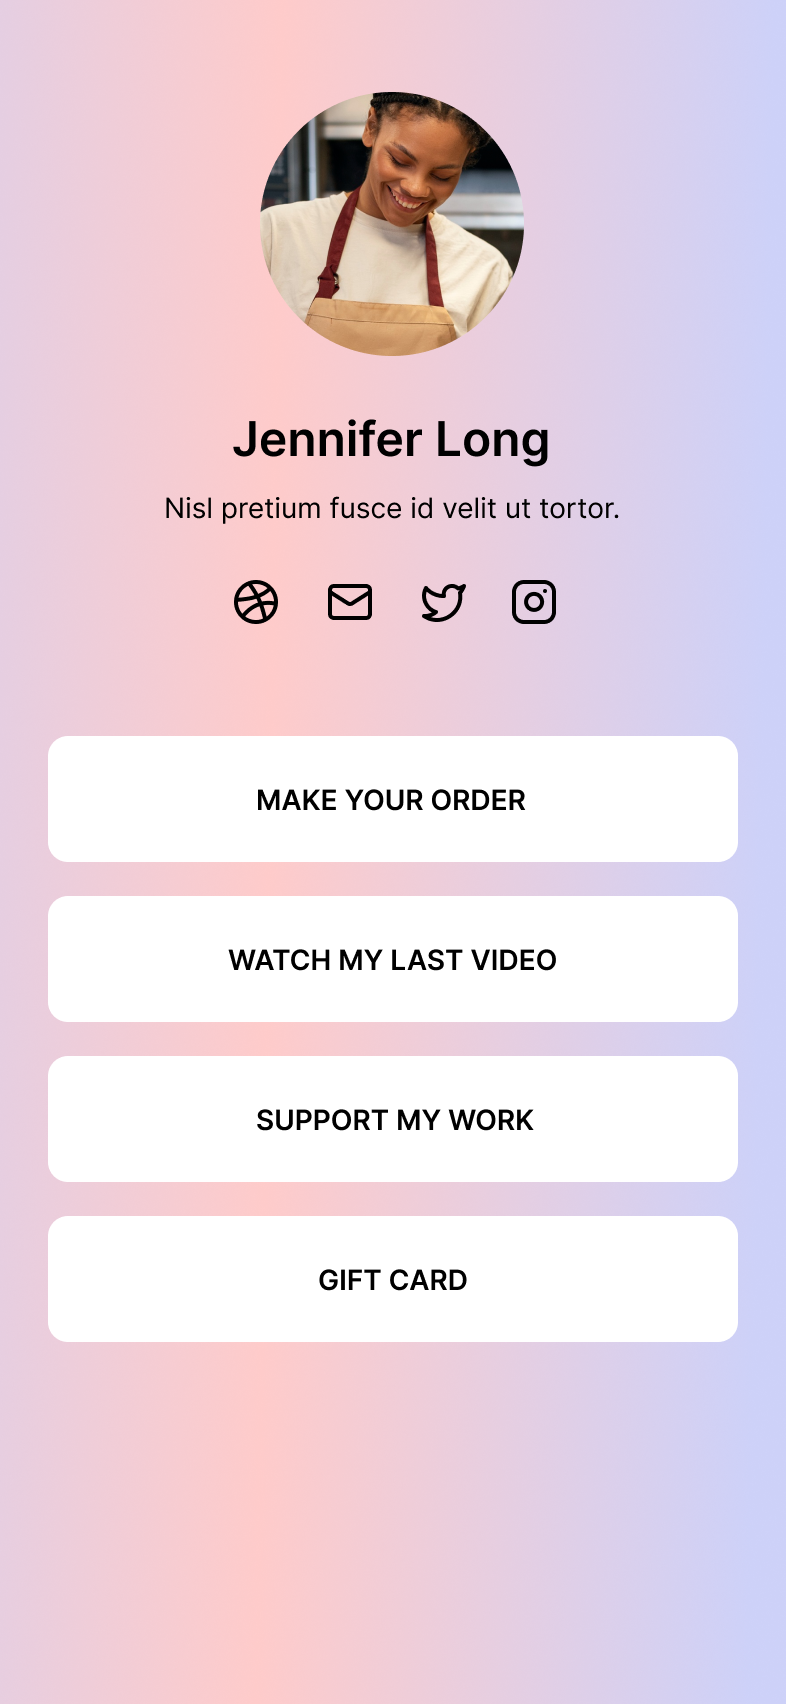 Jennifer Long
Nisl pretium fusce id velit ut tortor.
MAKE YOUR ORDER
WATCH MY LAST VIDEO
SUPPORT MY WORK
GIFT CARD